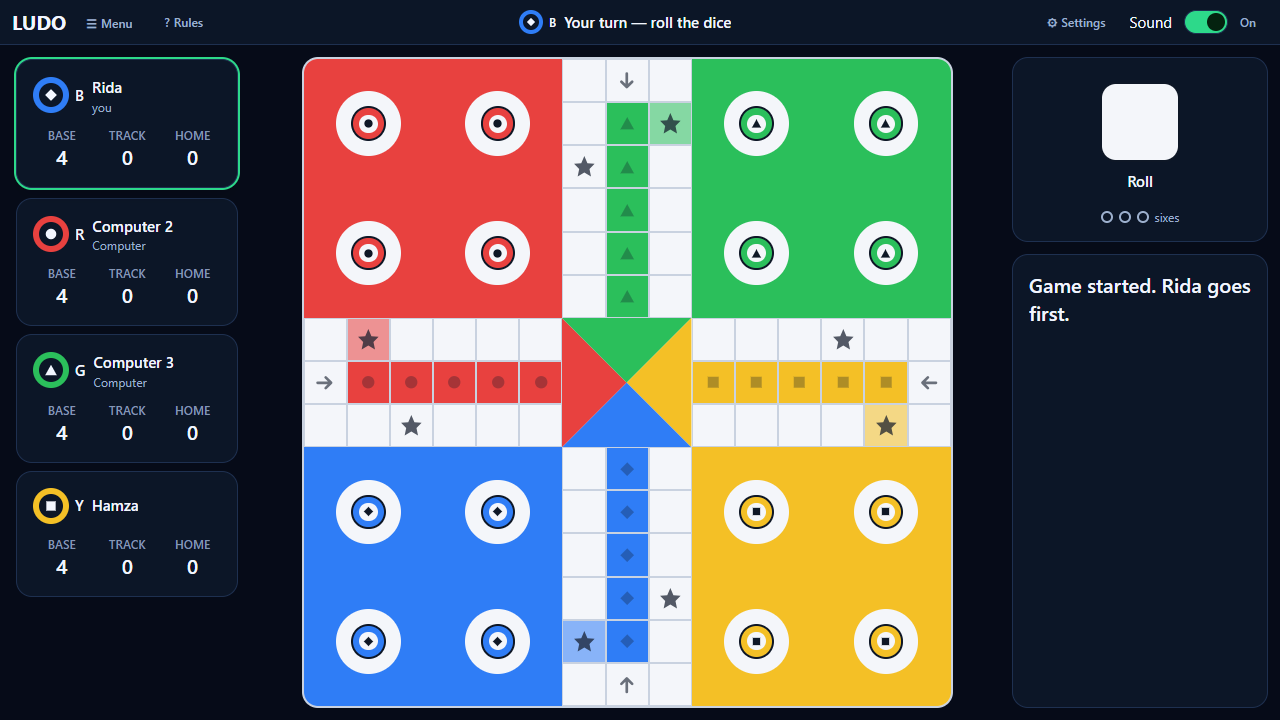 LUDO
☰ Menu
? Rules
B Your turn — roll the dice
⚙ Settings
Sound
On
B Rida
you
BASE TRACK HOME
4 0 0
R Computer 2
Computer
BASE TRACK HOME
4 0 0
G Computer 3
Computer
BASE TRACK HOME
4 0 0
Y Hamza
BASE TRACK HOME
4 0 0
Roll
sixes
Game started. Rida goes
first.